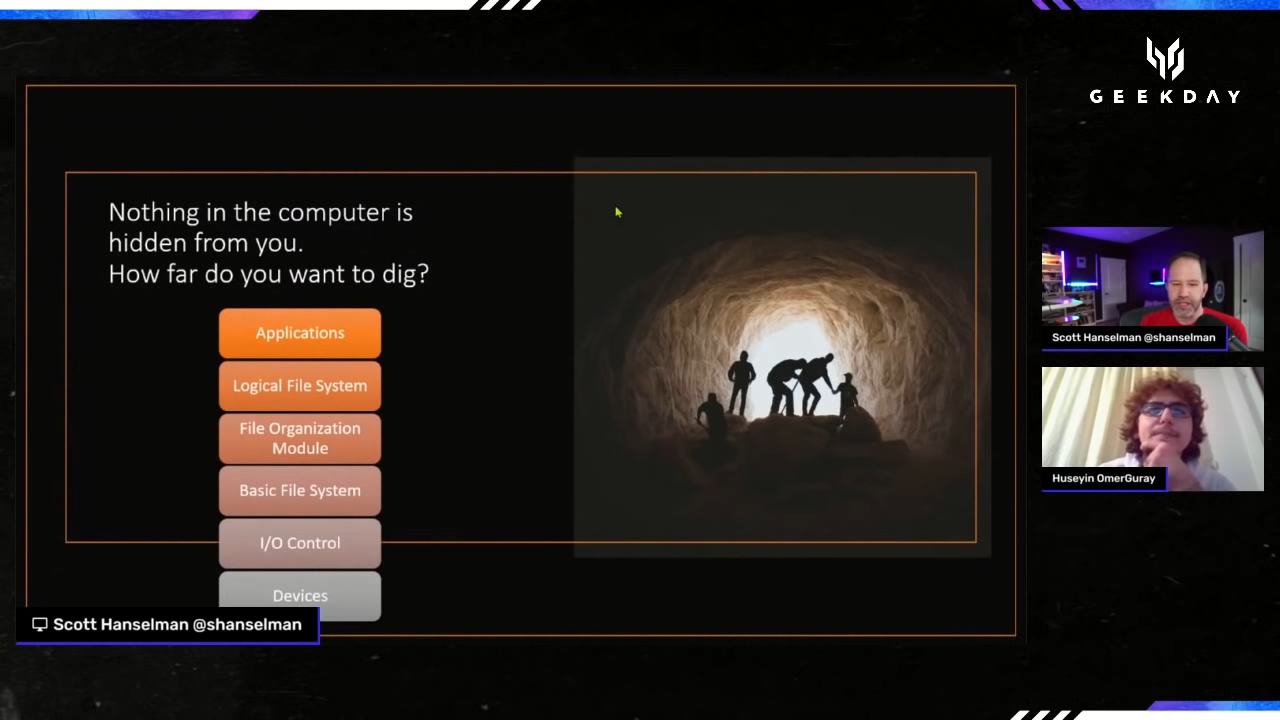 GEEKDAY
Nothing in the computer is
hidden from you.
How far do you want to dig?
Applications
Logical File System
File Organization
Module
Basic File System
I/O Control
Devices
Scott Hanselman @shanselman
Scott Hanselman @shanselman
Huseyin OmerGuray